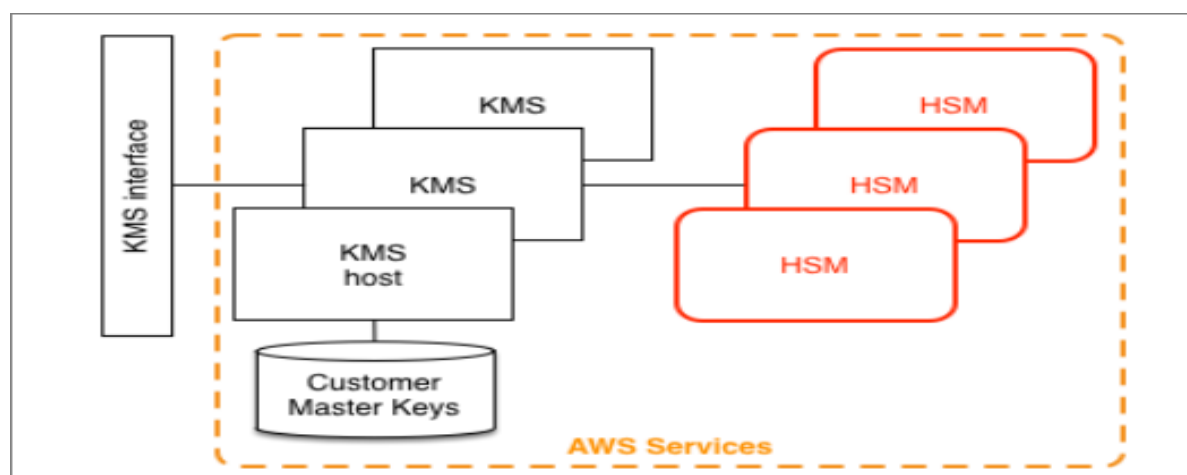 KMS interface
KMS
KMS
KMS
host
Customer
Master Keys
HSM
HSM
HSM
AWS Services